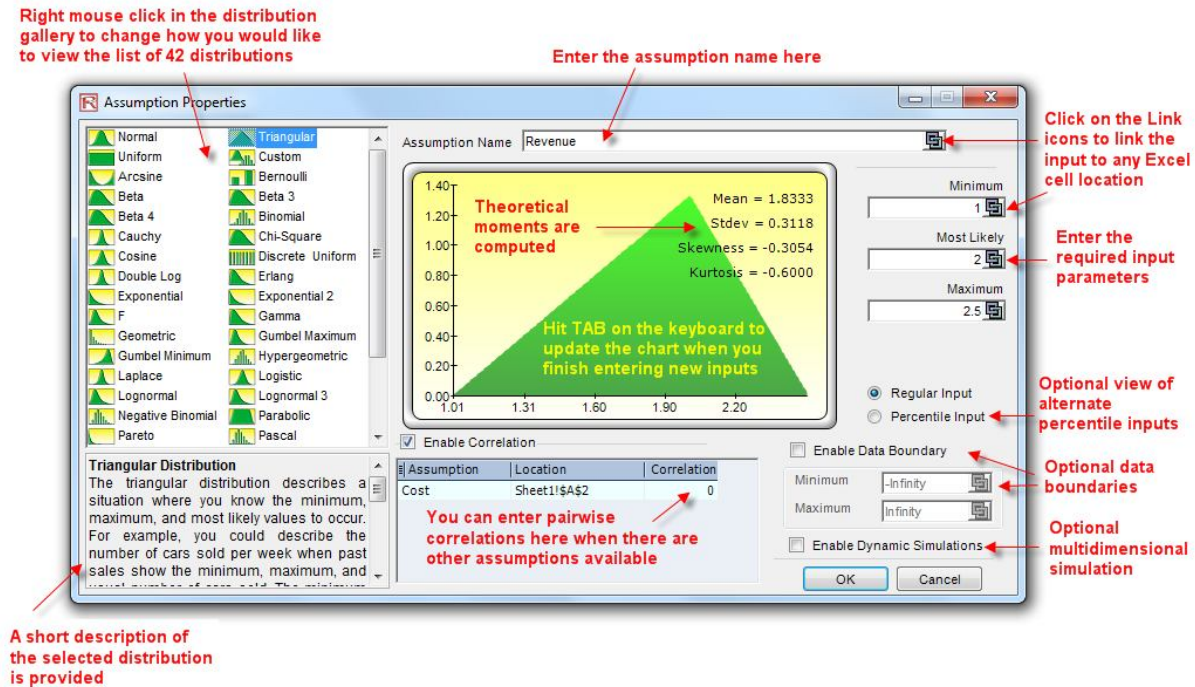 Right mouse click in the distribution
gallery to change how you would like
to view the list of 42 distributions
Enter the assumption name here
Assumption Properties
Normal
Triangular
Uniform
Custom
Arcsine
Bernoulli
Beta
Beta 3
Beta 4
Binomial
Cauchy
Chi-Square
Cosine
Discrete Uniform
Double Log
Erlang
Exponential
Exponential 2
F
Gamma
Geometric
Gumbel Maximum
Gumbel Minimum
Hypergeometric
Laplace
Logistic
Lognormal
Lognormal 3
Negative Binomial
Parabolic
Pareto
Pascal
Triangular Distribution
The triangular distribution describes a
situation where you know the minimum,
maximum, and most likely values to occur.
For example, you could describe the
number of cars sold per week when past
sales show the minimum, maximum, and
usual number of cars sold. The minimum
A short description of
the selected distribution
is provided
Assumption Name Revenue
1.40
1.20
1.00
0.80
0.60
0.40
0.20
0.00
1.01 1.31 1.60 1.90 2.20
Theoretical
moments are
computed
Mean = 1.8333
Stdev = 0.3118
Skewness = -0.3054
Kurtosis = -0.6000
Hit TAB on the keyboard to
update the chart when you
finish entering new inputs
Enable Correlation
Assumption Location Correlation
Cost Sheet1!$A$2 0
You can enter pairwise
correlations here when there are
other assumptions available
Minimum
1
Most Likely
2
Maximum
2.5
Regular Input
Percentile Input
Enable Data Boundary
Minimum -Infinity
Maximum Infinity
Enable Dynamic Simulations
OK Cancel
Click on the Link
icons to link the
input to any Excel
cell location
Enter the
required input
parameters
Optional view of
alternate
percentile inputs
Optional data
boundaries
Optional
multidimensional
simulation